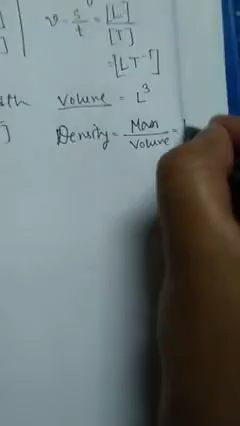 v = s/t = [L]/[T]
= [LT⁻¹]
Volume = L³
Density = Mass/Volume =